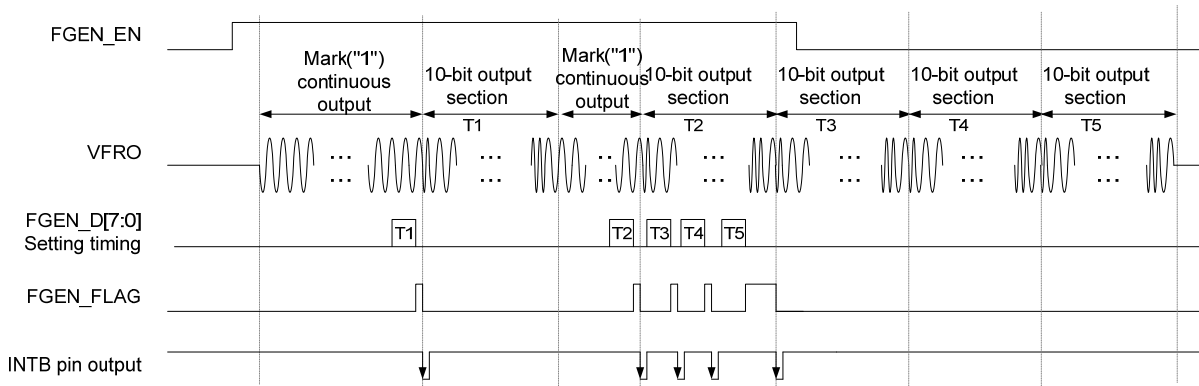 FGEN_EN
Mark("1")
continuous
output
10-bit output
section
T1
Mark("1")
continuous
output
10-bit output
section
T2
10-bit output
section
T3
10-bit output
section
T4
10-bit output
section
T5
VFRO
... ... .. ... ... ... ...
... ... .. ... ... ... ...
FGEN_D[7:0]
Setting timing
T1 T2 T3 T4 T5
FGEN_FLAG
INTB pin output